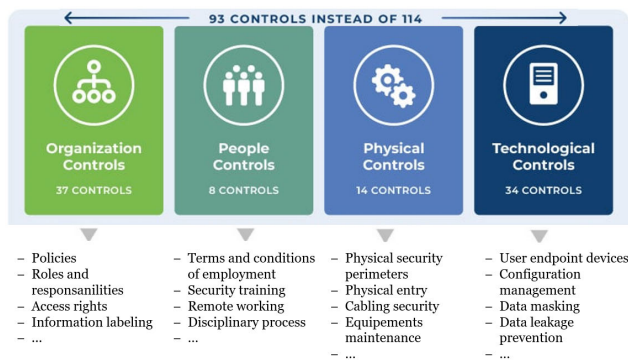 93 CONTROLS INSTEAD OF 114
Organization
Controls
37 CONTROLS
People
Controls
8 CONTROLS
Physical
Controls
14 CONTROLS
Technological
Controls
34 CONTROLS
– Policies
– Roles and
responsanilities
– Access rights
– Information labeling
– ...
– Terms and conditions
of employment
– Security training
– Remote working
– Disciplinary process
– ...
– Physical security
perimeters
– Physical entry
– Cabling security
– Equipements
maintenance
– ...
– User endpoint devices
– Configuration
management
– Data masking
– Data leakage
prevention
– ...